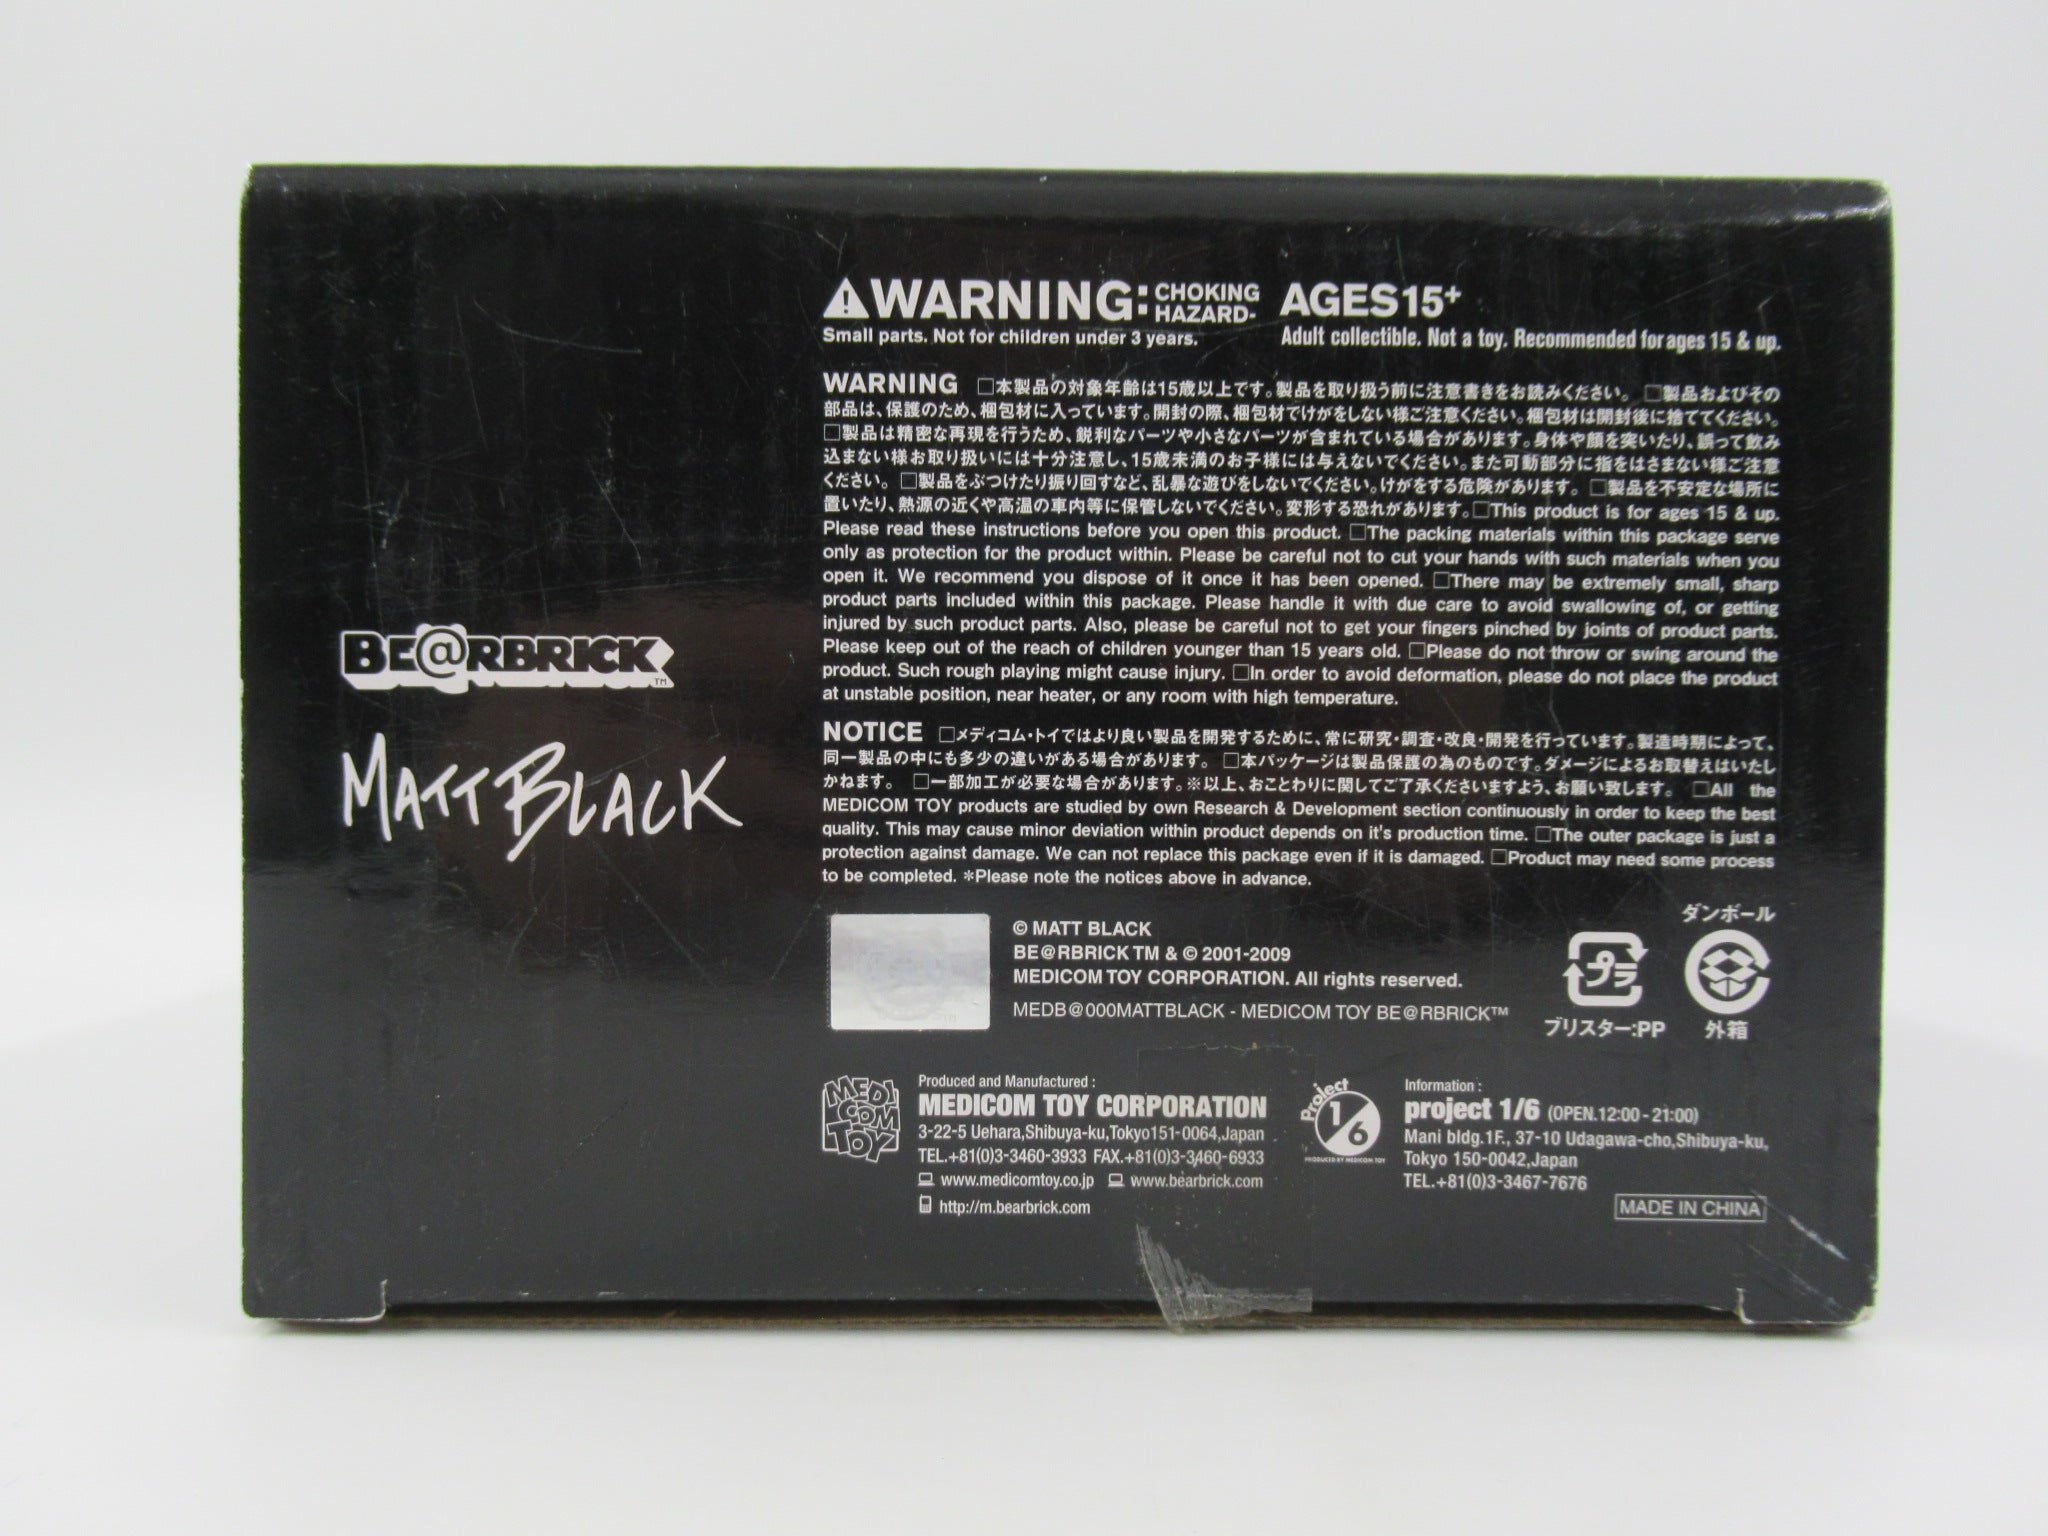 ⚠WARNING: CHOKING HAZARD- AGES15+
Small parts. Not for children under 3 years. Adult collectible. Not a toy. Recommended for ages 15 & up.
WARNING □本製品の対象年齢は15歳以上です。製品を取り扱う前に注意書きをお読みください。 □製品およびその
部品は、保護のため、梱包材に入っています。開封の際、梱包材でけがをしない様ご注意ください。梱包材は開封後に捨ててください。
□製品は精密な再現を行うため、鋭利なパーツや小さなパーツが含まれている場合があります。身体や顔を突いたり、誤って飲み
込まない様お取り扱いには十分注意し、15歳未満のお子様には与えないでください。また可動部分に指をはさまない様ご注意
ください。 □製品をぶつけたり振り回すなど、乱暴な遊びをしないでください。けがをする危険があります。 □製品を不安定な場所に
置いたり、熱源の近くや高温の車内等に保管しないでください。変形する恐れがあります。□This product is for ages 15 & up.
Please read these instructions before you open this product. □The packing materials within this package serve
only as protection for the product within. Please be careful not to cut your hands with such materials when you
open it. We recommend you dispose of it once it has been opened. □There may be extremely small, sharp
product parts included within this package. Please handle it with due care to avoid swallowing of, or getting
injured by such product parts. Also, please be careful not to get your fingers pinched by joints of product parts.
Please keep out of the reach of children younger than 15 years old. □Please do not throw or swing around the
product. Such rough playing might cause injury. □In order to avoid deformation, please do not place the product
at unstable position, near heater, or any room with high temperature.
BE@RBRICK TM
MATT BLACK
NOTICE □メディコム・トイではより良い製品を開発するために、常に研究・調査・改良・開発を行っています。製造時期によって、
同一製品の中にも多少の違いがある場合があります。 □本パッケージは製品保護の為のものです。ダメージによるお取替えはいたし
かねます。 □一部加工が必要な場合があります。※以上、おことわりに関してご了承くださいますよう、お願い致します。 □All the
MEDICOM TOY products are studied by own Research & Development section continuously in order to keep the best
quality. This may cause minor deviation within product depends on it's production time. □The outer package is just a
protection against damage. We can not replace this package even if it is damaged. □Product may need some process
to be completed. *Please note the notices above in advance.
© MATT BLACK
BE@RBRICK TM & © 2001-2009
MEDICOM TOY CORPORATION. All rights reserved.
MEDB@000MATTBLACK - MEDICOM TOY BE@RBRICK™
プラ
ブリスター:PP
ダンボール
外箱
MEDICOM TOY
Produced and Manufactured :
MEDICOM TOY CORPORATION
3-22-5 Uehara,Shibuya-ku,Tokyo151-0064,Japan
TEL.+81(0)3-3460-3933 FAX.+81(0)3-3460-6933
www.medicomtoy.co.jp www.bearbrick.com
http://m.bearbrick.com
Project 1/6
PRODUCED BY MEDICOM TOY
Information :
project 1/6 (OPEN.12:00-21:00)
Mani bldg.1F., 37-10 Udagawa-cho,Shibuya-ku,
Tokyo 150-0042,Japan
TEL.+81(0)3-3467-7676
MADE IN CHINA